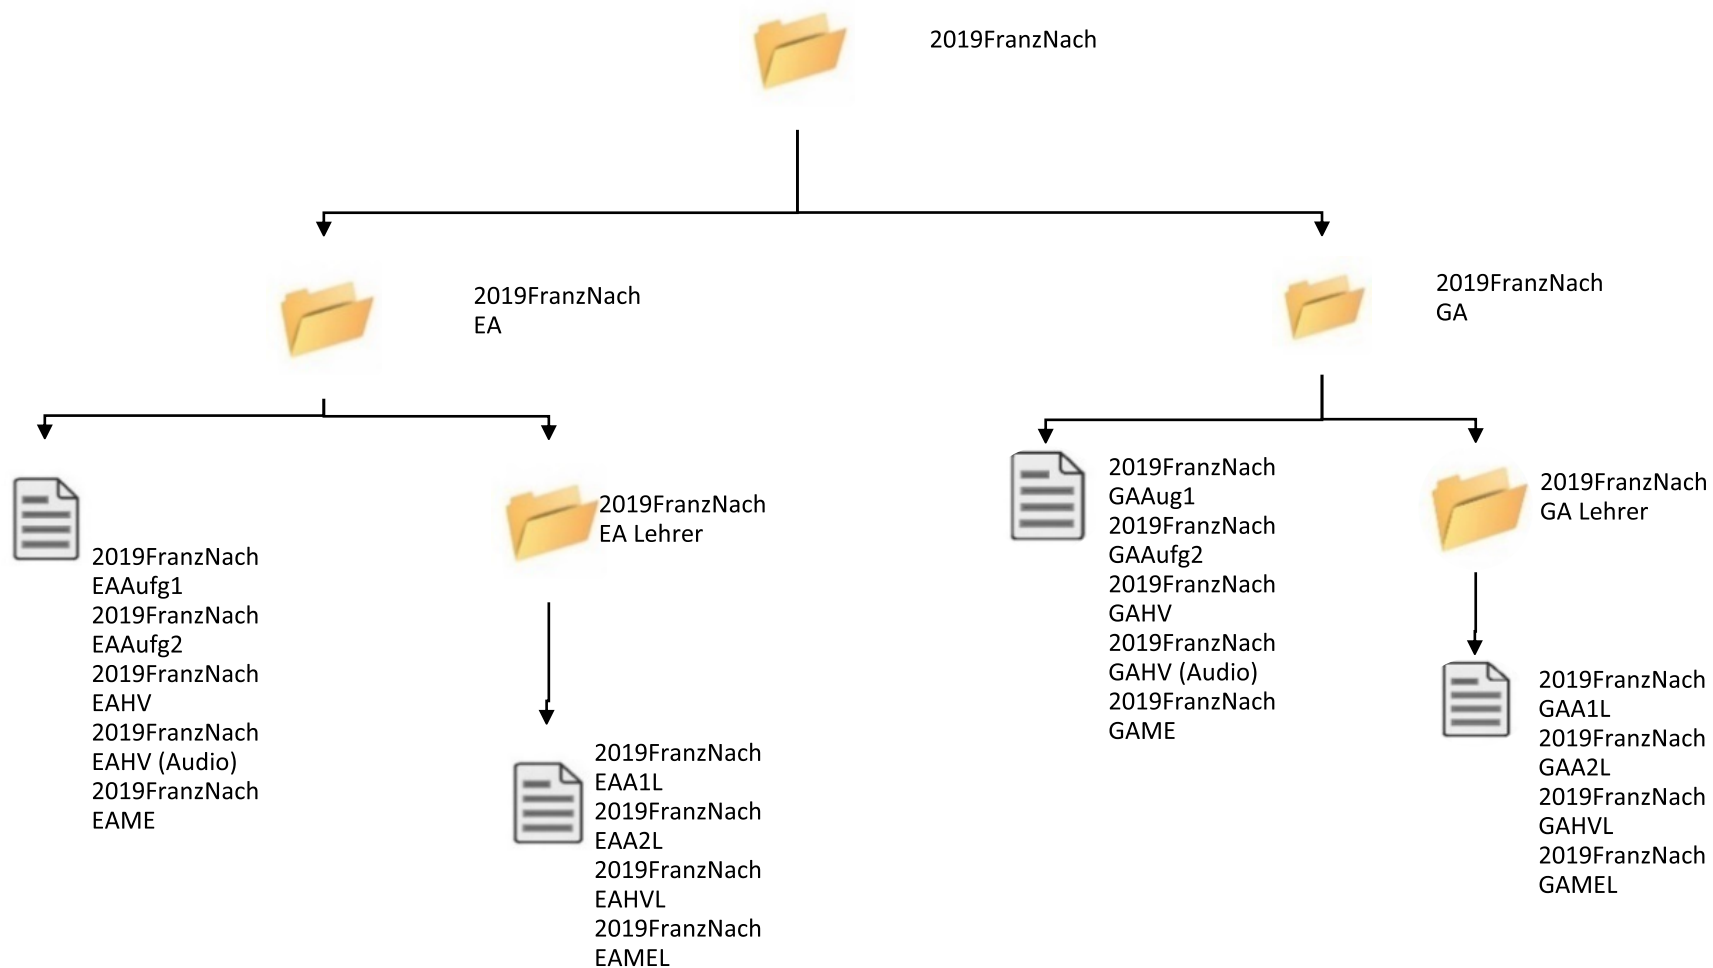 2019FranzNach
2019FranzNach
EA
2019FranzNach
GA
2019FranzNach
EAAufg1
2019FranzNach
EAAufg2
2019FranzNach
EAHV
2019FranzNach
EAHV (Audio)
2019FranzNach
EAME
2019FranzNach
EA Lehrer
2019FranzNach
EAA1L
2019FranzNach
EAA2L
2019FranzNach
EAHVL
2019FranzNach
EAMEL
2019FranzNach
GAAug1
2019FranzNach
GAAufg2
2019FranzNach
GAHV
2019FranzNach
GAHV (Audio)
2019FranzNach
GAME
2019FranzNach
GA Lehrer
2019FranzNach
GAA1L
2019FranzNach
GAA2L
2019FranzNach
GAHVL
2019FranzNach
GAMEL